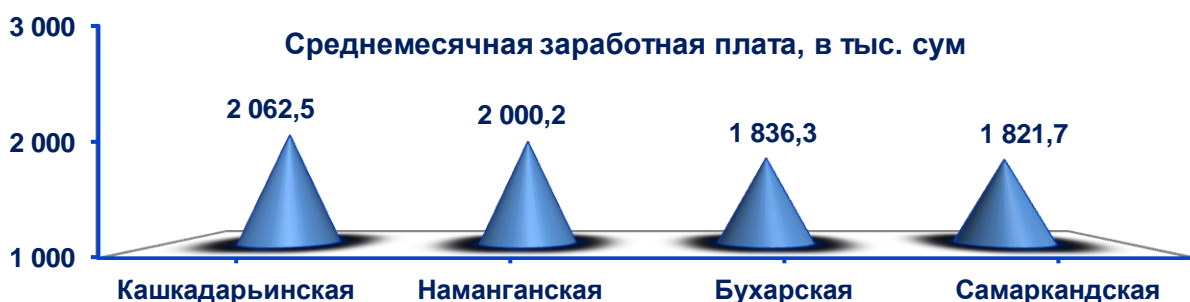 3 000
Среднемесячная заработная плата, в тыс. сум
2 062,5
2 000,2
1 836,3
1 821,7
2 000
1 000
Кашкадарьинская
Наманганская
Бухарская
Самаркандская